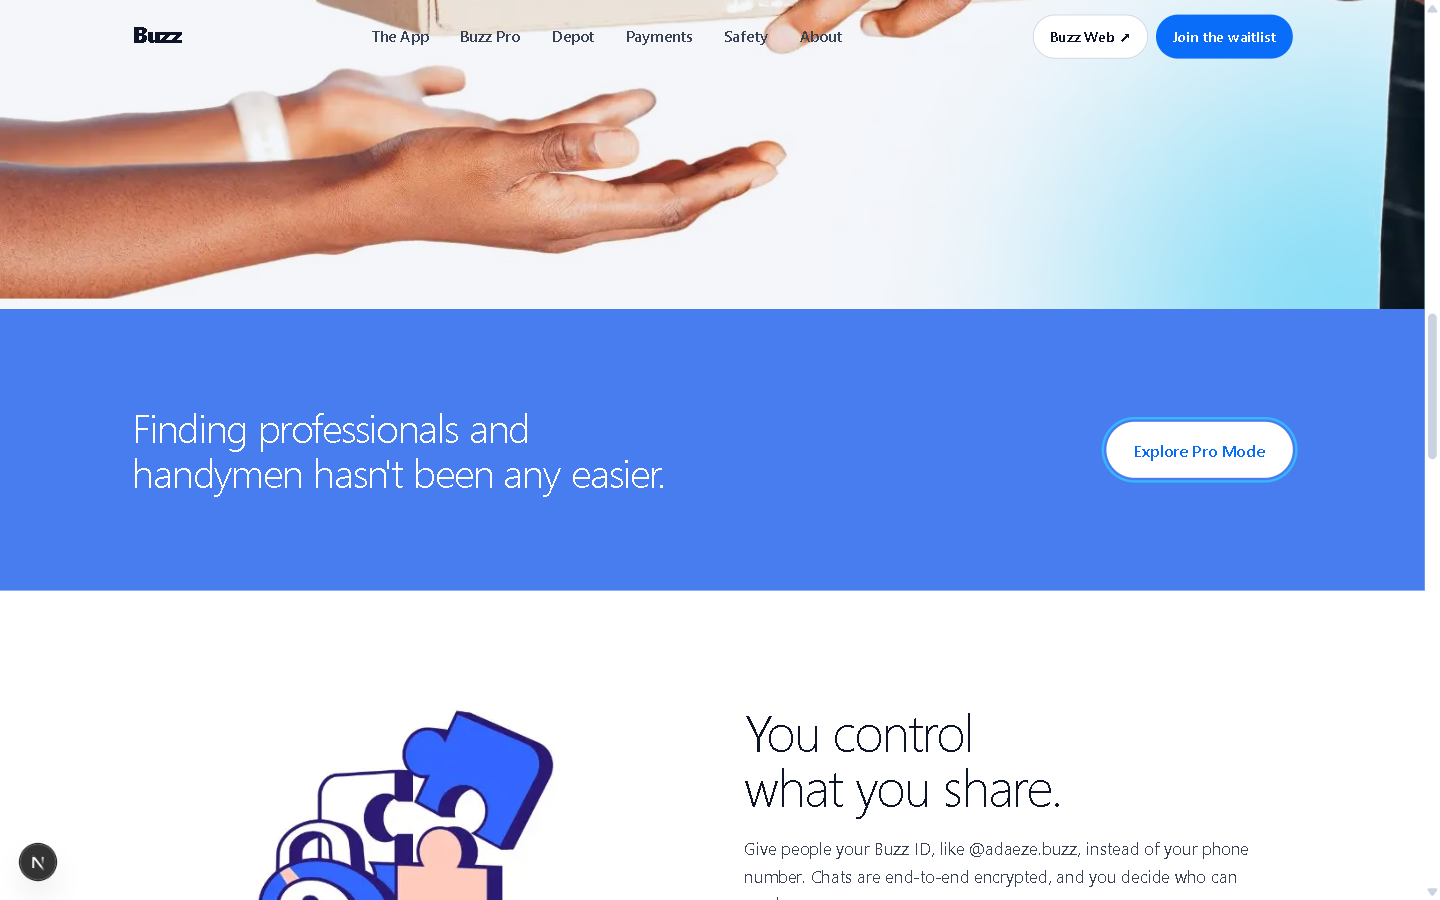 Buzz
The App Buzz Pro Depot Payments Safety About
Buzz Web ↗ Join the waitlist
Finding professionals and
handymen hasn't been any easier.
Explore Pro Mode
You control
what you share.
Give people your Buzz ID, like @adaeze.buzz, instead of your phone
number. Chats are end-to-end encrypted, and you decide who can
N